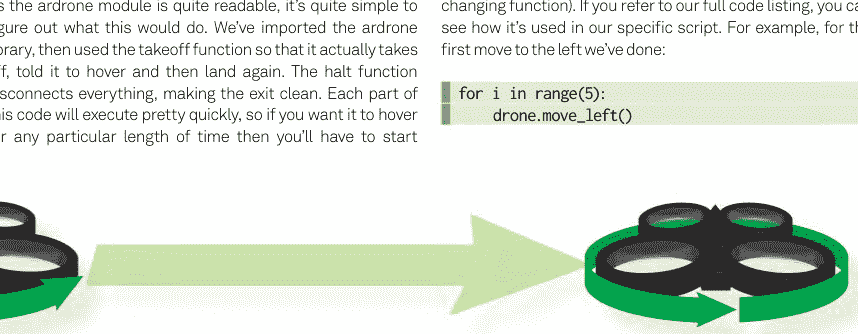 s the ardrone module is quite readable, it's quite simple to
gure out what this would do. We've imported the ardrone
brary, then used the takeoff function so that it actually takes
ff, told it to hover and then land again. The halt function
sconnects everything, making the exit clean. Each part of
his code will execute pretty quickly, so if you want it to hover
r any particular length of time then you'll have to start
changing function). If you refer to our full code listing, you ca
see how it's used in our specific script. For example, for th
first move to the left we've done:
for i in range(5):
    drone.move_left()